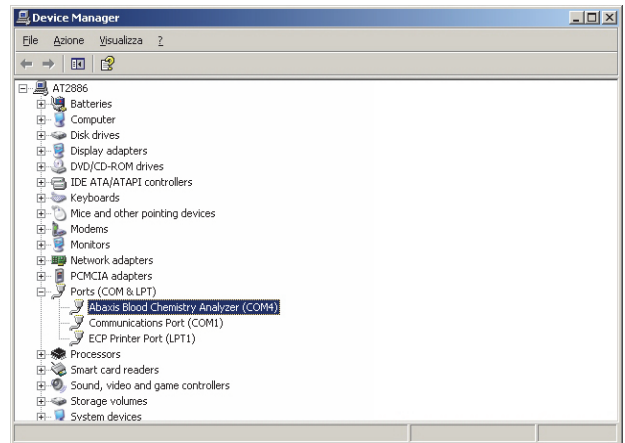 Device Manager
File Azione Visualizza ?
AT2886
Batteries
Computer
Disk drives
Display adapters
DVD/CD-ROM drives
IDE ATA/ATAPI controllers
Keyboards
Mice and other pointing devices
Modems
Monitors
Network adapters
PCMCIA adapters
Ports (COM & LPT)
Abaxis Blood Chemistry Analyzer (COM4)
Communications Port (COM1)
ECP Printer Port (LPT1)
Processors
Smart card readers
Sound, video and game controllers
Storage volumes
System devices